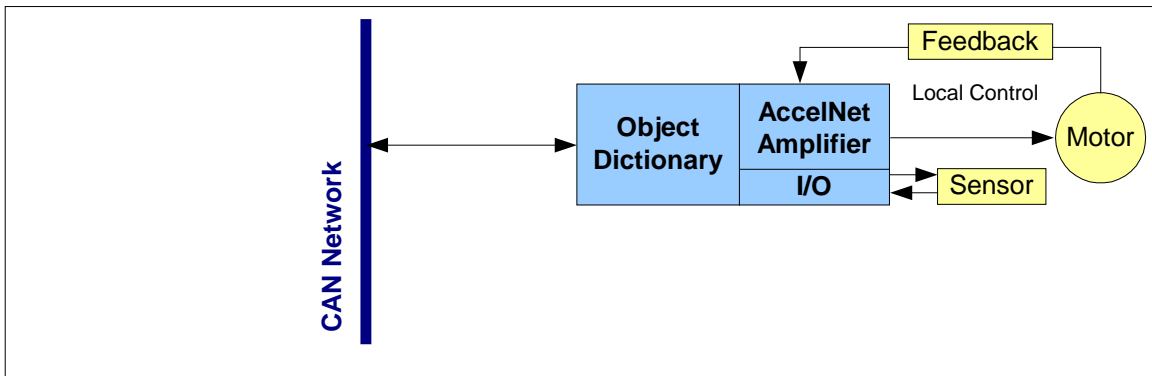 Feedback
Local Control
AccelNet
Amplifier
Object
Dictionary
Motor
I/O
Sensor
CAN Network